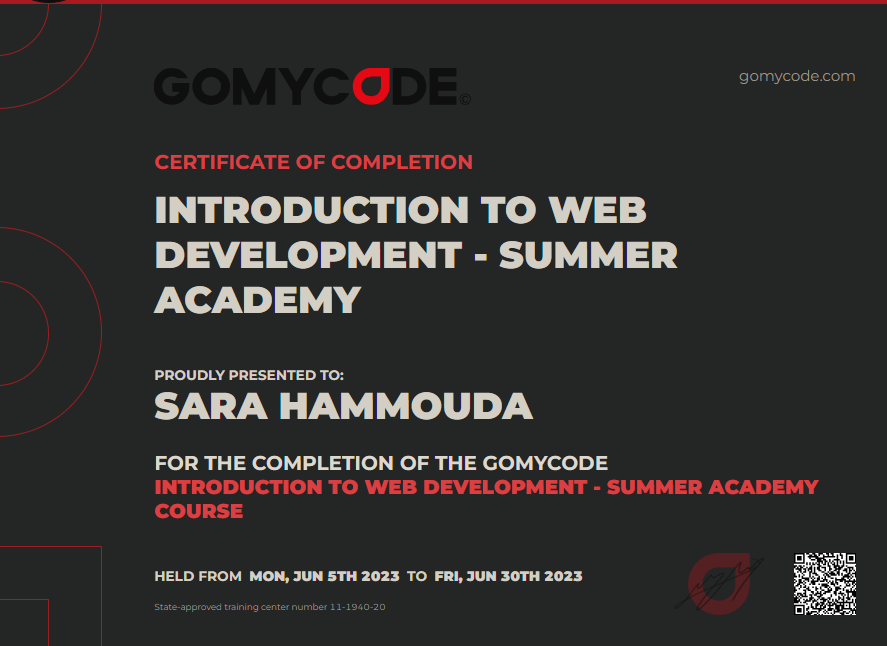 GOMYCODE©
gomycode.com
CERTIFICATE OF COMPLETION
INTRODUCTION TO WEB
DEVELOPMENT - SUMMER
ACADEMY
PROUDLY PRESENTED TO:
SARA HAMMOUDA
FOR THE COMPLETION OF THE GOMYCODE
INTRODUCTION TO WEB DEVELOPMENT - SUMMER ACADEMY
COURSE
HELD FROM MON, JUN 5TH 2023 TO FRI, JUN 30TH 2023
State-approved training center number 11-1940-20